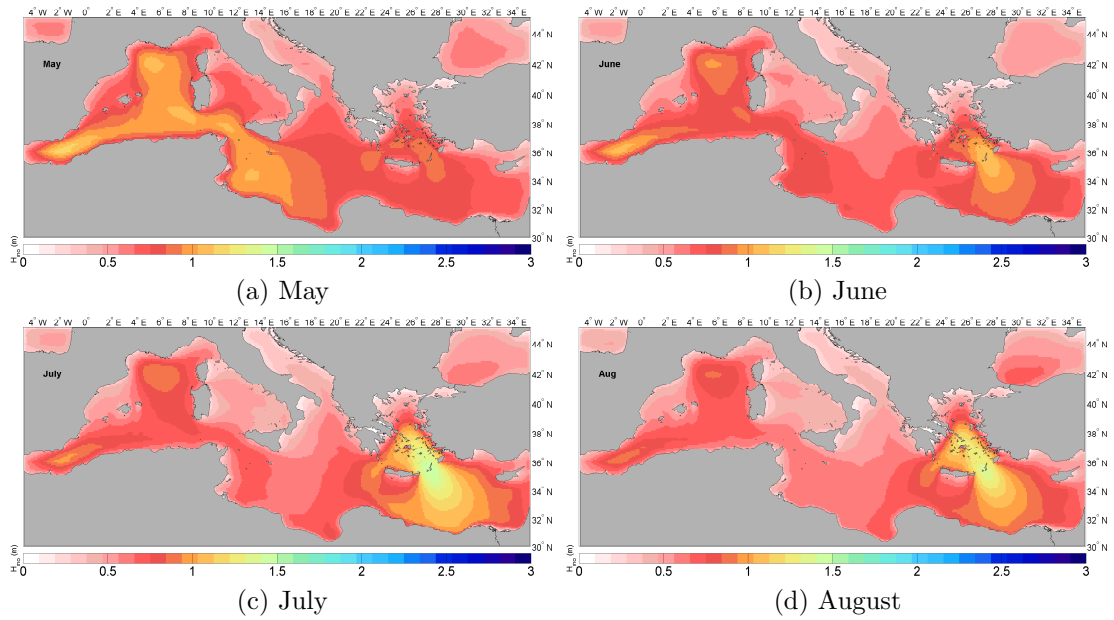 4° W 2° W 0° 2° E 4° E 6° E 8° E 10° E 12° E 14° E 16° E 18° E 20° E 22° E 24° E 26° E 28° E 30° E 32° E 34° E
4° W 2° W 0° 2° E 4° E 6° E 8° E 10° E 12° E 14° E 16° E 18° E 20° E 22° E 24° E 26° E 28° E 30° E 32° E 34° E
44° N
44° N
May
42° N
June
42° N
40° N
40° N
38° N
38° N
36° N
36° N
34° N
34° N
32° N
32° N
30° N
30° N
H m0 (m)
0 0.5 1 1.5 2 2.5 3
H m0 (m)
0 0.5 1 1.5 2 2.5 3
(a) May
(b) June
4° W 2° W 0° 2° E 4° E 6° E 8° E 10° E 12° E 14° E 16° E 18° E 20° E 22° E 24° E 26° E 28° E 30° E 32° E 34° E
4° W 2° W 0° 2° E 4° E 6° E 8° E 10° E 12° E 14° E 16° E 18° E 20° E 22° E 24° E 26° E 28° E 30° E 32° E 34° E
44° N
44° N
July
42° N
Aug
42° N
40° N
40° N
38° N
38° N
36° N
36° N
34° N
34° N
32° N
32° N
30° N
30° N
H m0 (m)
0 0.5 1 1.5 2 2.5 3
H m0 (m)
0 0.5 1 1.5 2 2.5 3
(c) July
(d) August